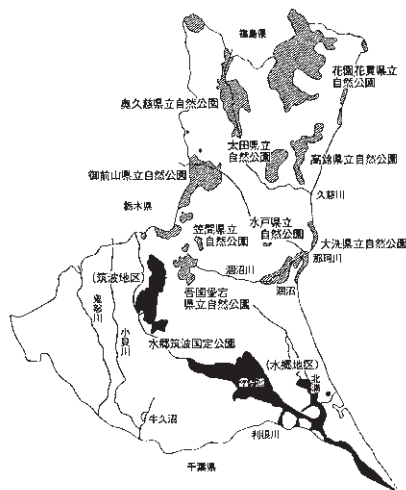 福島県
花園花貫県立
自然公園
奥久慈県立自然公園
太田県立
自然公園
高鈴県立自然公園
御前山県立自然公園
久慈川
栃木県
水戸県立
自然公園
笠間県立
自然公園
大洗県立自然公園
那珂川
涸沼川
涸沼
(筑波地区)
吾国愛宕
県立自然公園
鬼怒川
小貝川
水郷筑波国定公園
(水郷地区)
霞ヶ浦
北浦
牛久沼
利根川
千葉県